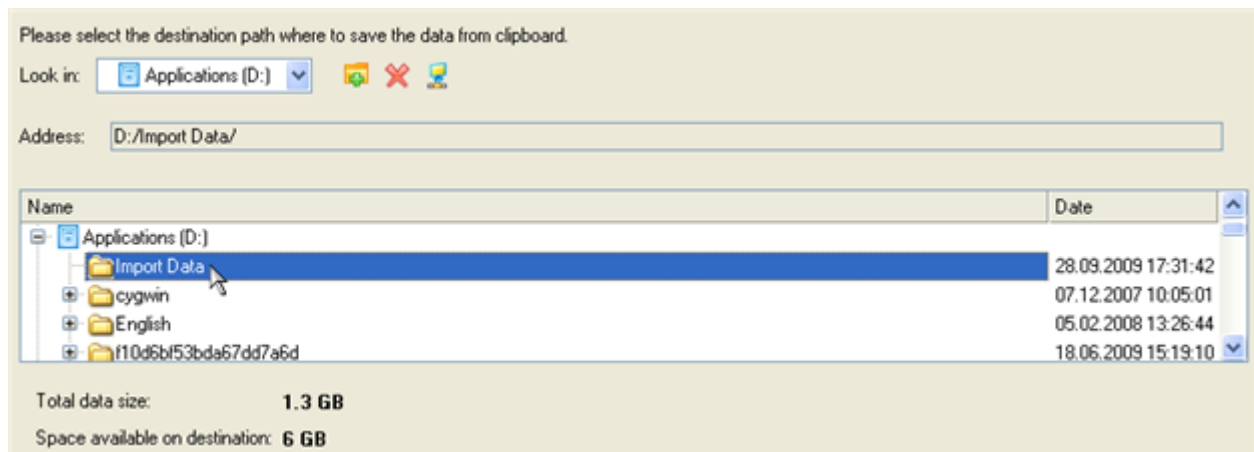 Please select the destination path where to save the data from clipboard.
Look in: Applications (D:)
Address: D:/Import Data/
Name Date
Applications (D:)
Import Data 28.09.2009 17:31:42
cygwin 07.12.2007 10:05:01
English 05.02.2008 13:26:44
f10d6bf53bda67dd7a6d 18.06.2009 15:19:10
Total data size: 1.3 GB
Space available on destination: 6 GB